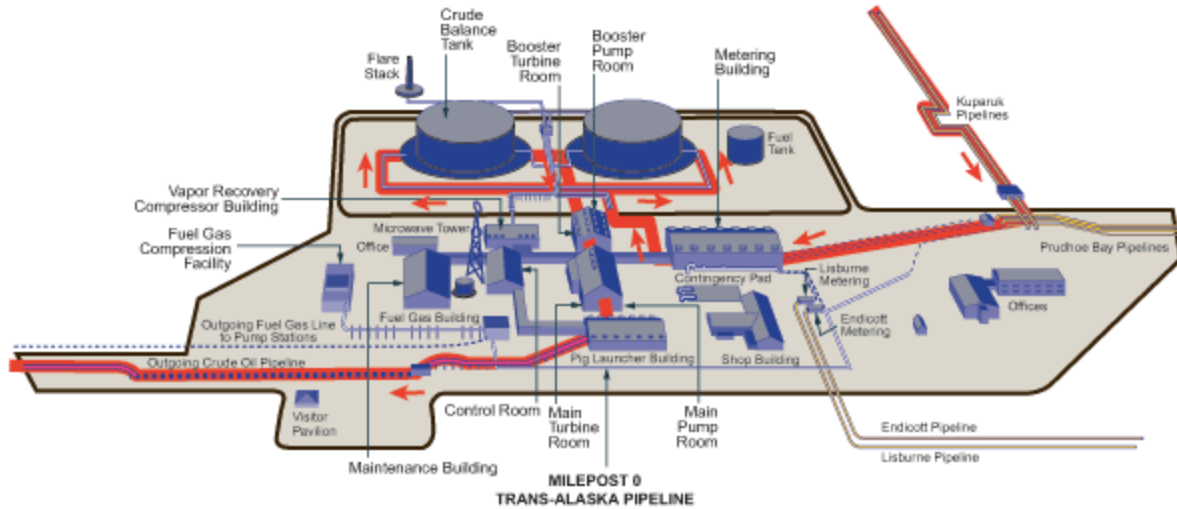 Crude
Balance
Tank
Flare
Stack
Booster
Turbine
Room
Booster
Pump
Room
Metering
Building
Kuparuk
Pipelines
Fuel
Tank
Vapor Recovery
Compressor Building
Microwave Tower
Office
Fuel Gas
Compression
Facility
Prudhoe Bay Pipelines
Contingency Pad
Lisburne
Metering
Offices
Endicott
Metering
Fuel Gas Building
Outgoing Fuel Gas Line
to Pump Stations
Outgoing Crude Oil Pipeline
Pig Launcher Building
Shop Building
Visitor
Pavilion
Control Room
Main
Turbine
Room
Main
Pump
Room
Endicott Pipeline
Lisburne Pipeline
Maintenance Building
MILEPOST 0
TRANS-ALASKA PIPELINE